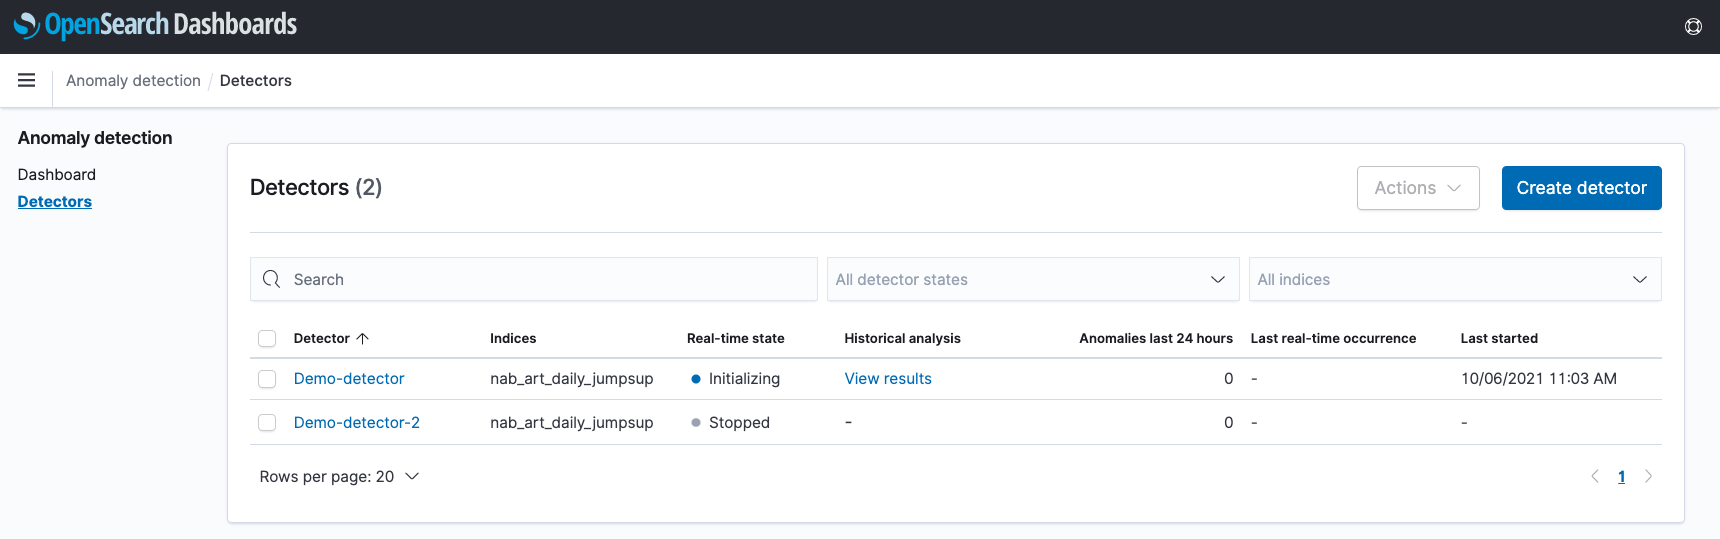 OpenSearch Dashboards
Anomaly detection / Detectors
Anomaly detection
Dashboard
Detectors
Detectors (2)
Actions
Create detector
Search
All detector states
All indices
Detector Indices Real-time state Historical analysis Anomalies last 24 hours Last real-time occurrence Last started
Demo-detector nab_art_daily_jumpsup Initializing View results 0 - 10/06/2021 11:03 AM
Demo-detector-2 nab_art_daily_jumpsup Stopped - 0 - -
Rows per page: 20
1